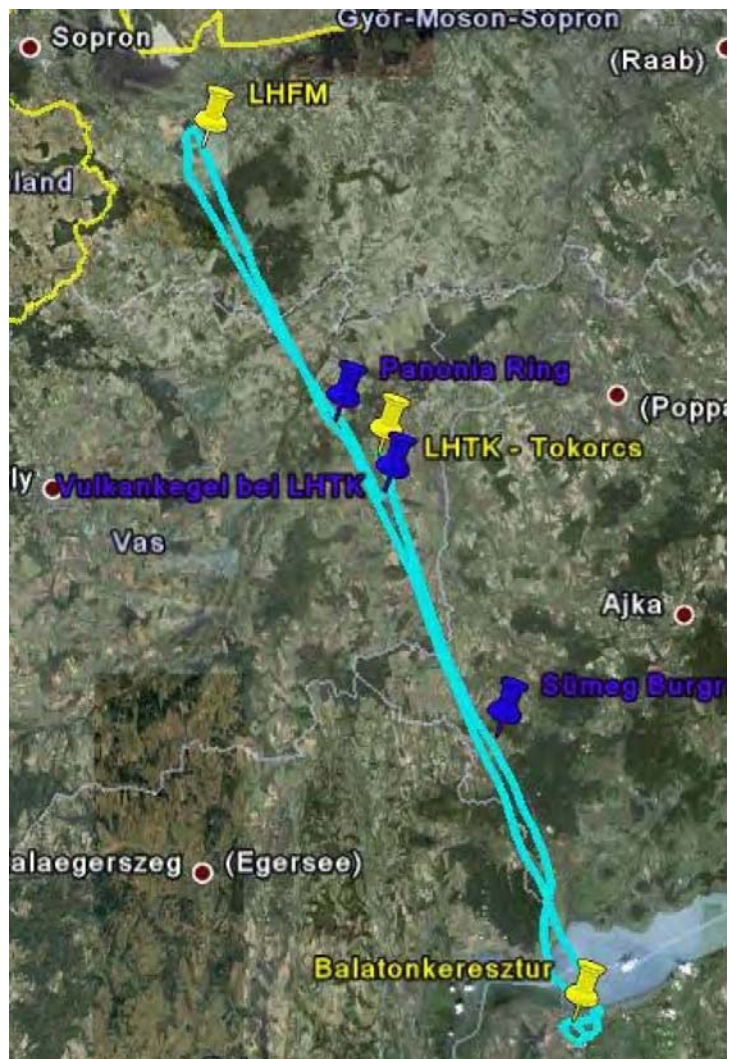 Győr-Moson-Sopron
Sopron
(Raab)
LHFM
land
Panonia Ring
(Poppa
LHTK - Tokorcs
ly
Vulkankegel bei LHTK
Vas
Ajka
Sümeg Burgr
alaegerszeg (Egersee)
Balatonkeresztur